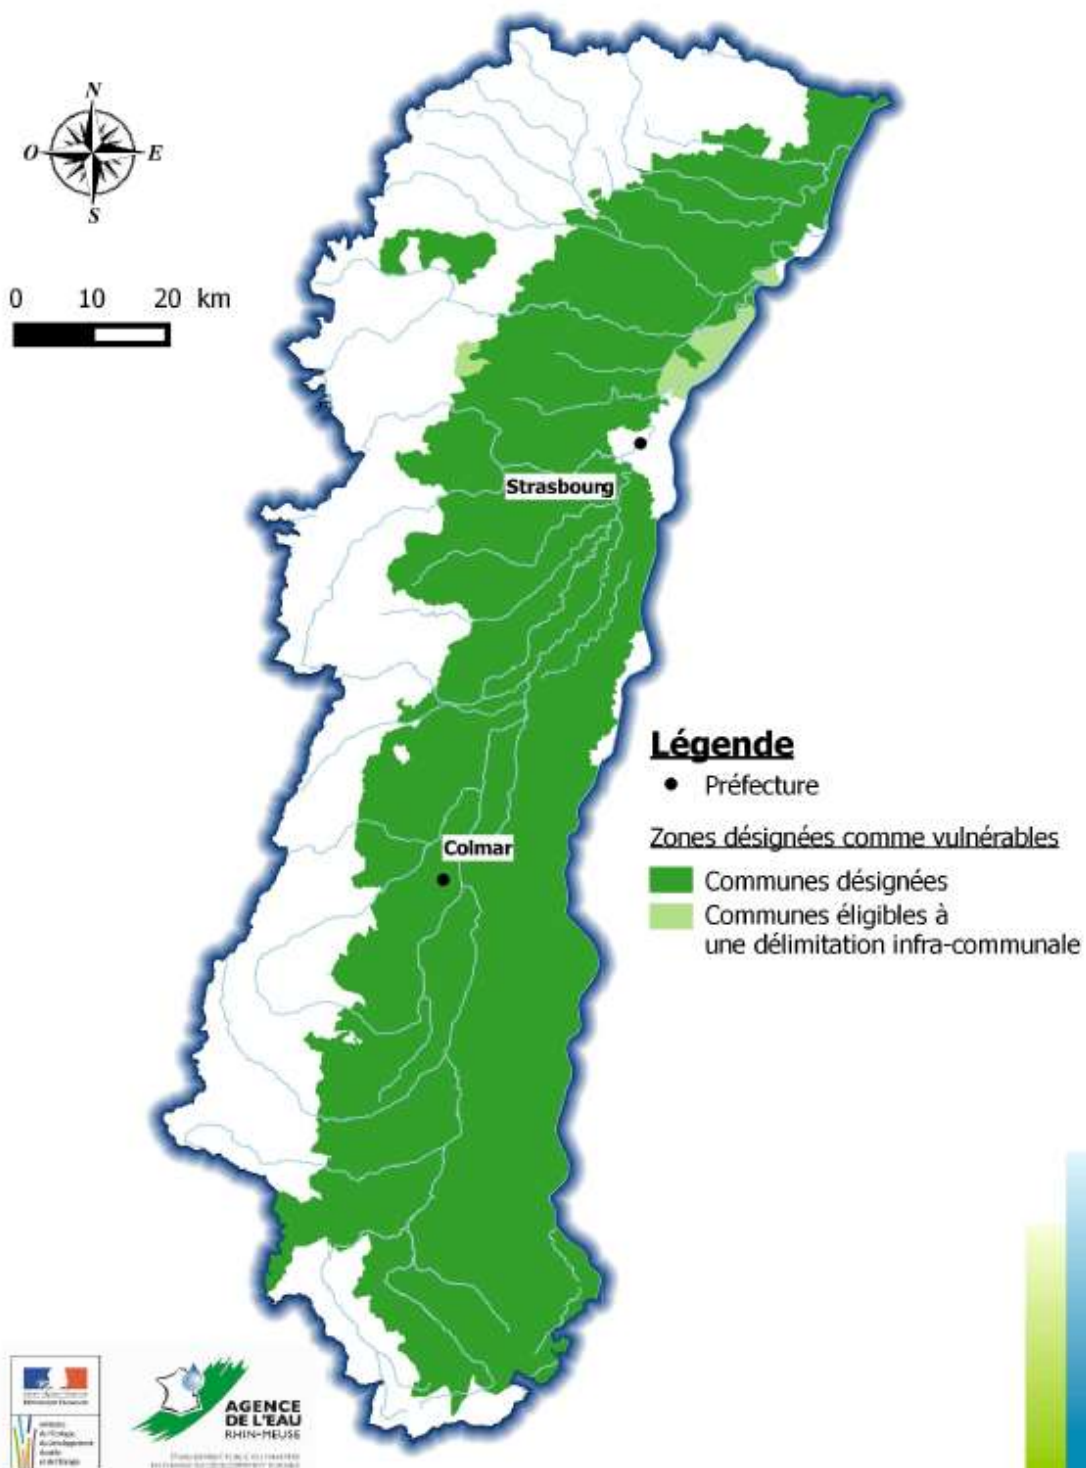 N
O E
S
0 10 20 km
Strasbourg
Colmar
Légende
Préfecture
Zones désignées comme vulnérables
Communes désignées
Communes éligibles à
une délimitation infra-communale
AGENCE
DE L'EAU
RHIN-MEUSE